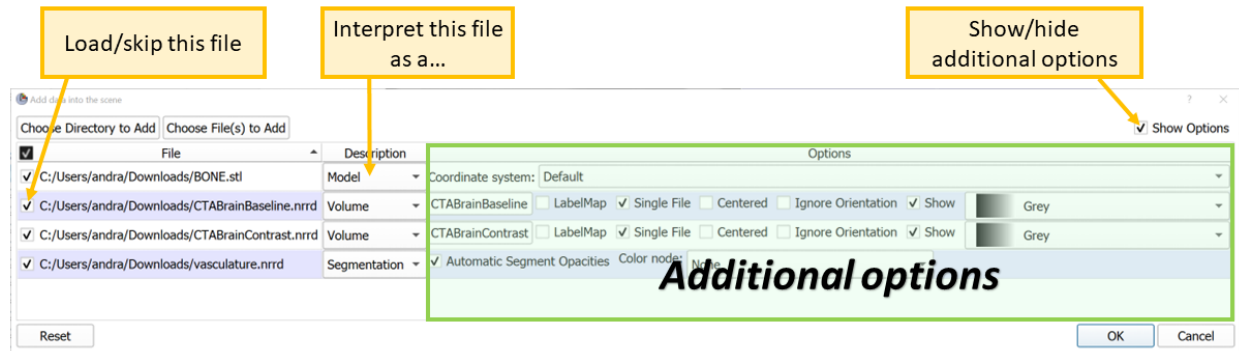 Load/skip this file
Interpret this file
as a...
Show/hide
additional options
Add data into the scene
? ×
Choose Directory to Add Choose File(s) to Add Show Options
File Description Options
C:/Users/andra/Downloads/BONE.stl Model Coordinate system: Default
C:/Users/andra/Downloads/CTABrainBaseline.nrrd Volume CTABrainBaseline LabelMap Single File Centered Ignore Orientation Show Grey
C:/Users/andra/Downloads/CTABrainContrast.nrrd Volume CTABrainContrast LabelMap Single File Centered Ignore Orientation Show Grey
C:/Users/andra/Downloads/vasculature.nrrd Segmentation Automatic Segment Opacities Color node: None
Additional options
Reset OK Cancel